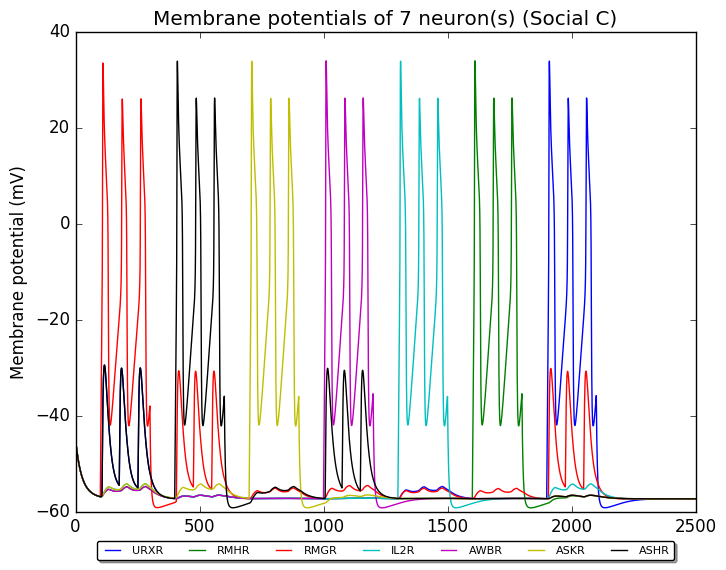 Membrane potentials of 7 neuron(s) (Social C)
40
20
0
−20
−40
−60
Membrane potential (mV)
0 500 1000 1500 2000 2500
URXR RMHR RMGR IL2R AWBR ASKR ASHR